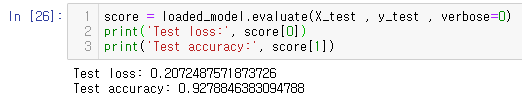 In [26]:
1 score = loaded_model.evaluate(X_test , y_test , verbose=0)
2 print('Test loss:', score[0])
3 print('Test accuracy:', score[1])
Test loss: 0.2072487571873726
Test accuracy: 0.9278846383094788